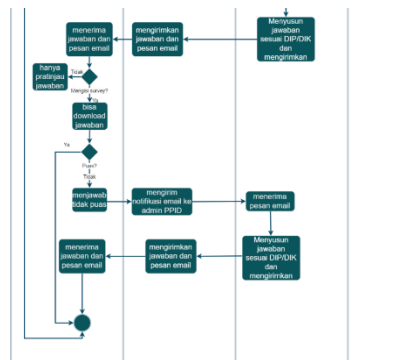 menerima
jawaban dan
pesan email
mengirimkan
jawaban dan
pesan email
Menyusun
jawaban
sesuai DIP/DIK
dan
mengirimkan
hanya
pratinjau
jawaban
Tidak
Mengisi survey?
Ya
bisa
download
jawaban
Ya
Puas?
Tidak
menjawab
tidak puas
mengirim
notifikasi email ke
admin PPID
menerima
pesan email
Menyusun
jawaban
sesuai DIP/DIK
dan
mengirimkan
mengirimkan
jawaban dan
pesan email
menerima
jawaban dan
pesan email